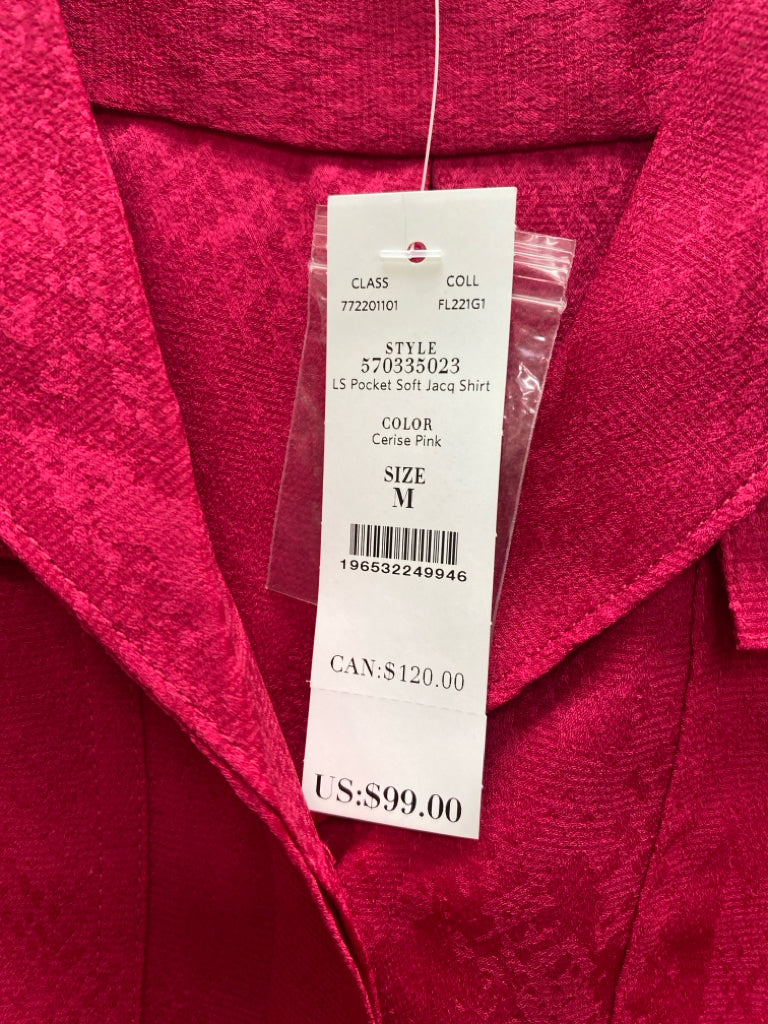 CLASS COLL
772201101 FL221G1
STYLE
570335023
LS Pocket Soft Jacq Shirt
COLOR
Cerise Pink
SIZE
M
196532249946
CAN:$120.00
US:$99.00